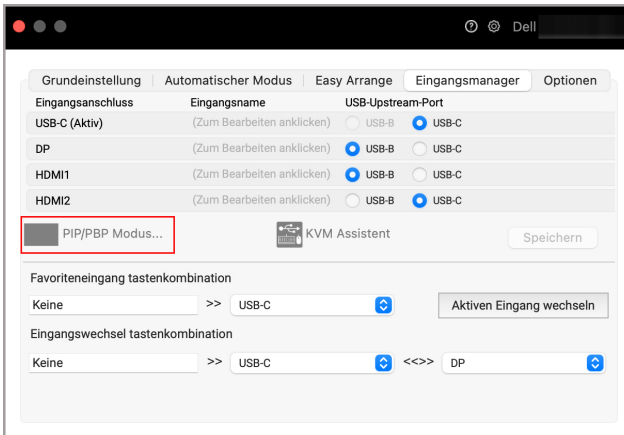 Dell
Grundeinstellung Automatischer Modus Easy Arrange Eingangsmanager Optionen
Eingangsanschluss Eingangsname USB-Upstream-Port
USB-C (Aktiv) (Zum Bearbeiten anklicken) USB-B USB-C
DP (Zum Bearbeiten anklicken) USB-B USB-C
HDMI1 (Zum Bearbeiten anklicken) USB-B USB-C
HDMI2 (Zum Bearbeiten anklicken) USB-B USB-C
PIP/PBP Modus... KVM Assistent Speichern
Favoriteneingang tastenkombination
Keine >> USB-C Aktiven Eingang wechseln
Eingangswechsel tastenkombination
Keine >> USB-C <<>> DP